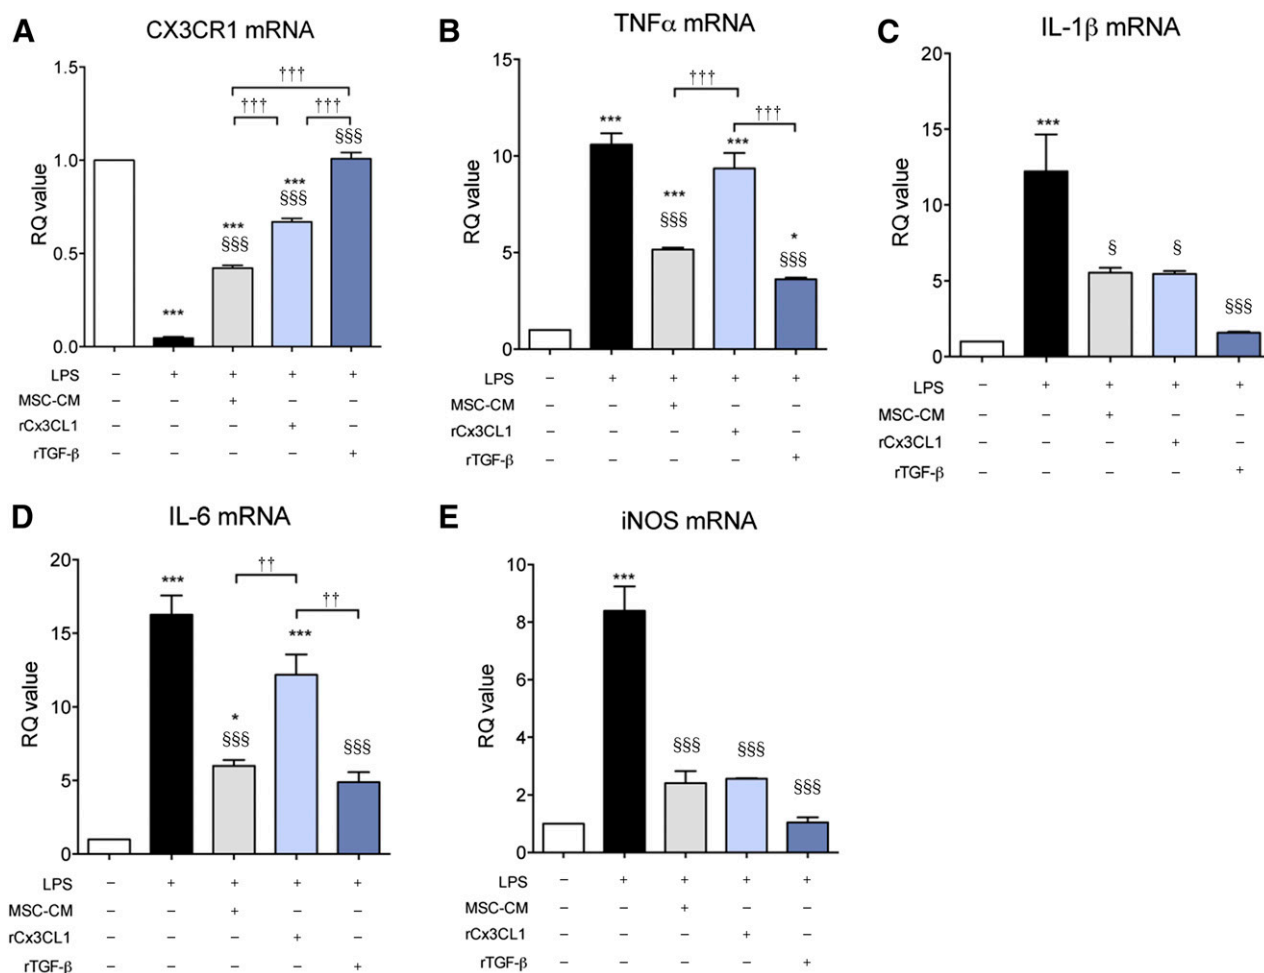 A CX3CR1 mRNA
RQ value
1.5
1.0
0.5
0.0
†††
††† †††
*** *** §§§ *** §§§ §§§
LPS – + + + +
MSC-CM – – + – –
rCx3CL1 – – – + –
rTGF-β – – – – +
B TNFα mRNA
RQ value
15
10
5
0
†††
†††
*** *** §§§ *** * §§§
LPS – + + + +
MSC-CM – – + – –
rCx3CL1 – – – + –
rTGF-β – – – – +
C IL-1β mRNA
RQ value
20
15
10
5
0
*** § § §§§
LPS – + + + +
MSC-CM – – + – –
rCx3CL1 – – – + –
rTGF-β – – – – +
D IL-6 mRNA
RQ value
20
15
10
5
0
††
††
*** * §§§ *** §§§
LPS – + + + +
MSC-CM – – + – –
rCx3CL1 – – – + –
rTGF-β – – – – +
E iNOS mRNA
RQ value
10
8
6
4
2
0
*** §§§ §§§ §§§
LPS – + + + +
MSC-CM – – + – –
rCx3CL1 – – – + –
rTGF-β – – – – +